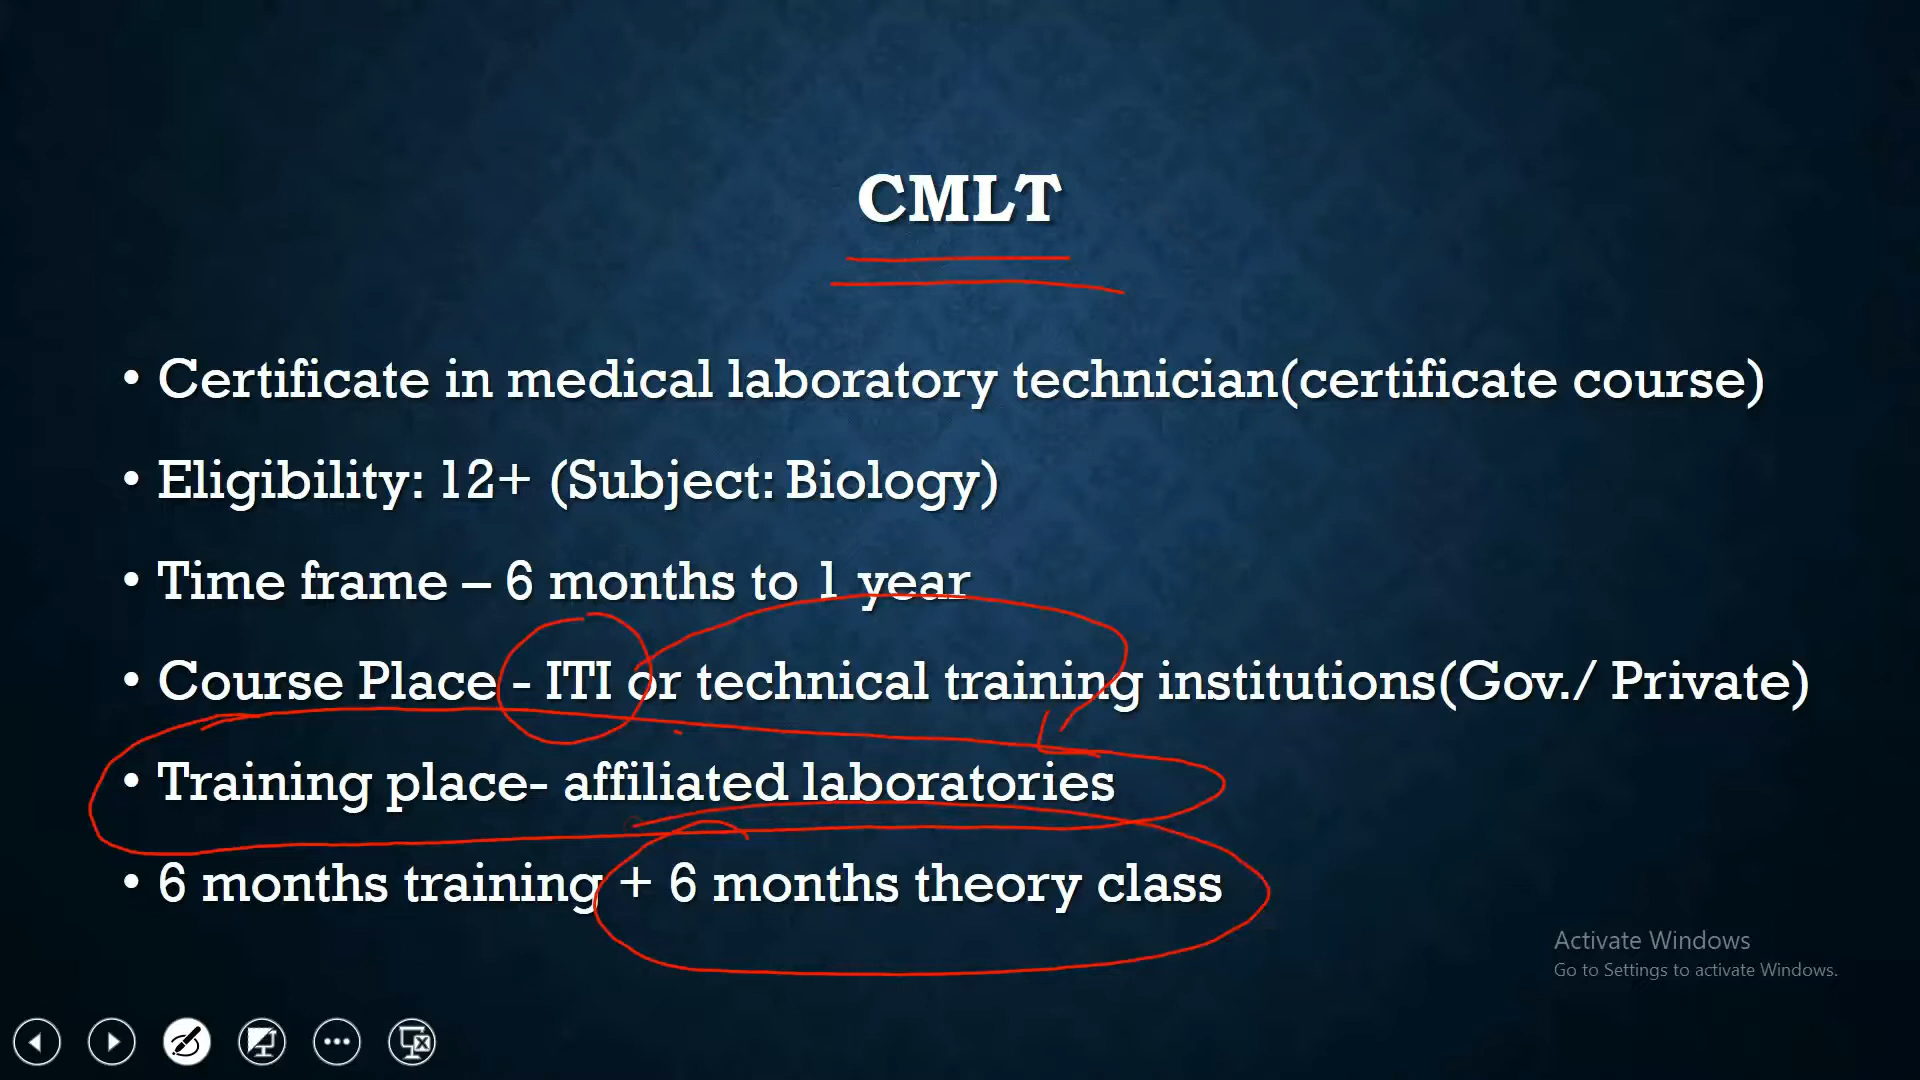 CMLT
• Certificate in medical laboratory technician(certificate course)
• Eligibility: 12+ (Subject: Biology)
• Time frame – 6 months to 1 year
• Course Place - ITI or technical training institutions(Gov./ Private)
• Training place- affiliated laboratories
• 6 months training + 6 months theory class
Activate Windows
Go to Settings to activate Windows.